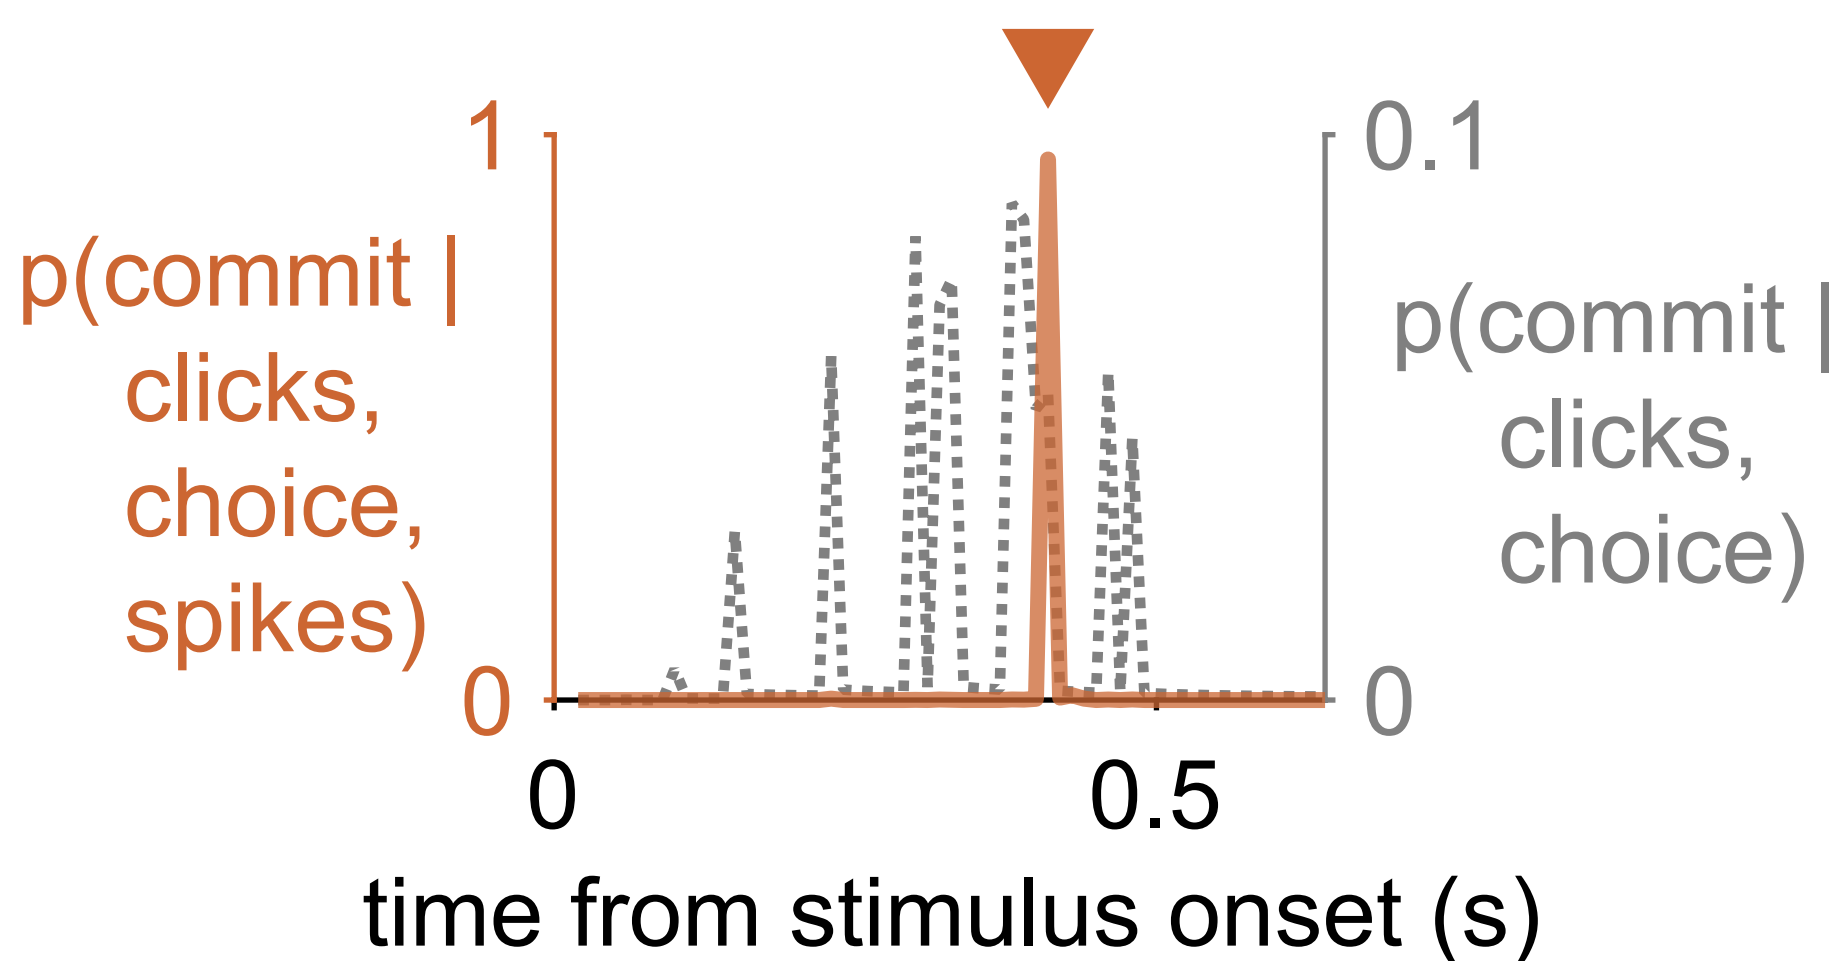 1
0.1
p(commit |
clicks,
choice,
spikes)
p(commit |
clicks,
choice)
0
0
0
0.5
time from stimulus onset (s)